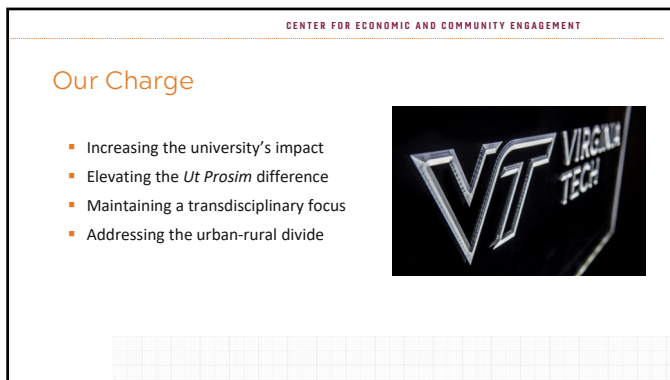 CENTER FOR ECONOMIC AND COMMUNITY ENGAGEMENT
Our Charge
▪ Increasing the university’s impact
▪ Elevating the Ut Prosim difference
▪ Maintaining a transdisciplinary focus
▪ Addressing the urban-rural divide
VT VIRGINIA
TECH